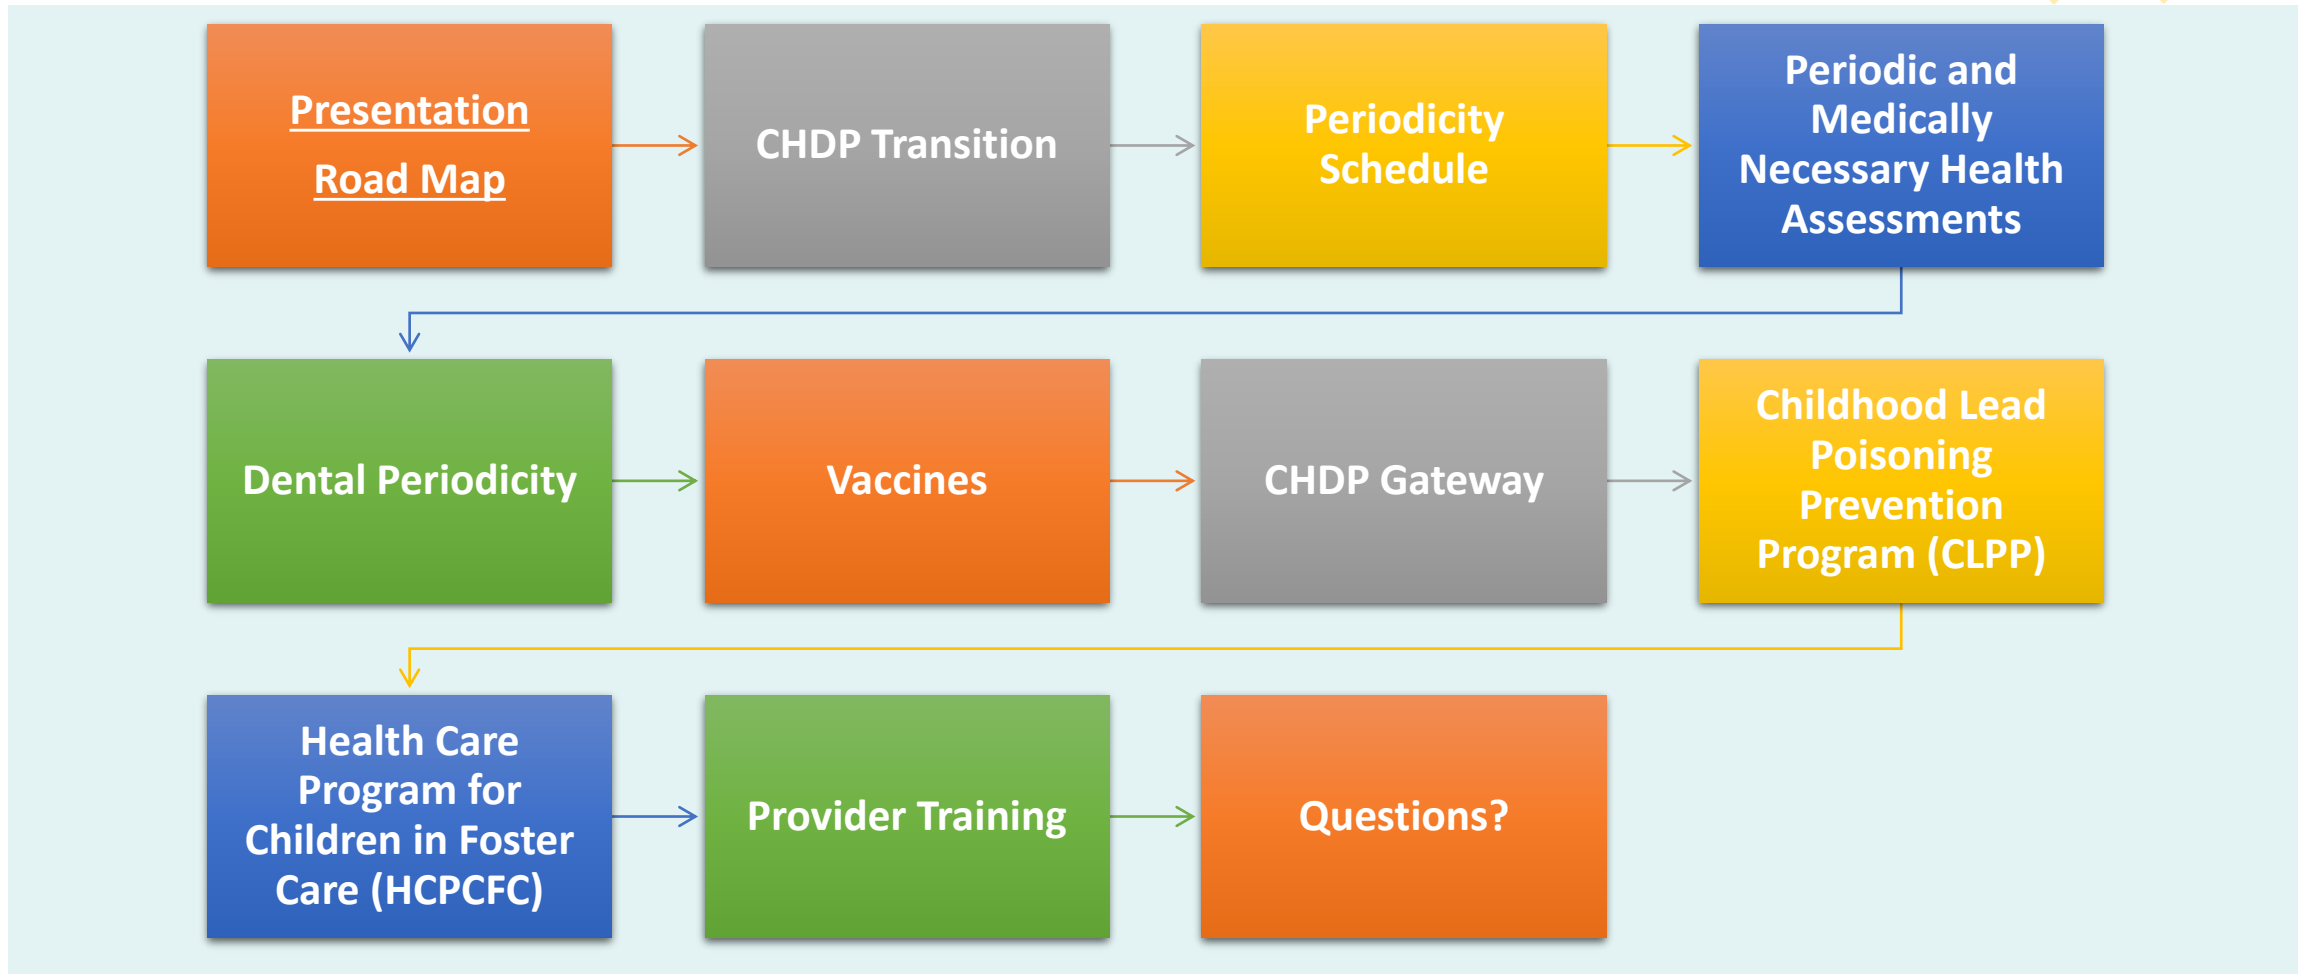 Presentation
Road Map
CHDP Transition
Periodicity
Schedule
Periodic and
Medically
Necessary Health
Assessments
Dental Periodicity
Vaccines
CHDP Gateway
Childhood Lead
Poisoning
Prevention
Program (CLPP)
Health Care
Program for
Children in Foster
Care (HCPCFC)
Provider Training
Questions?